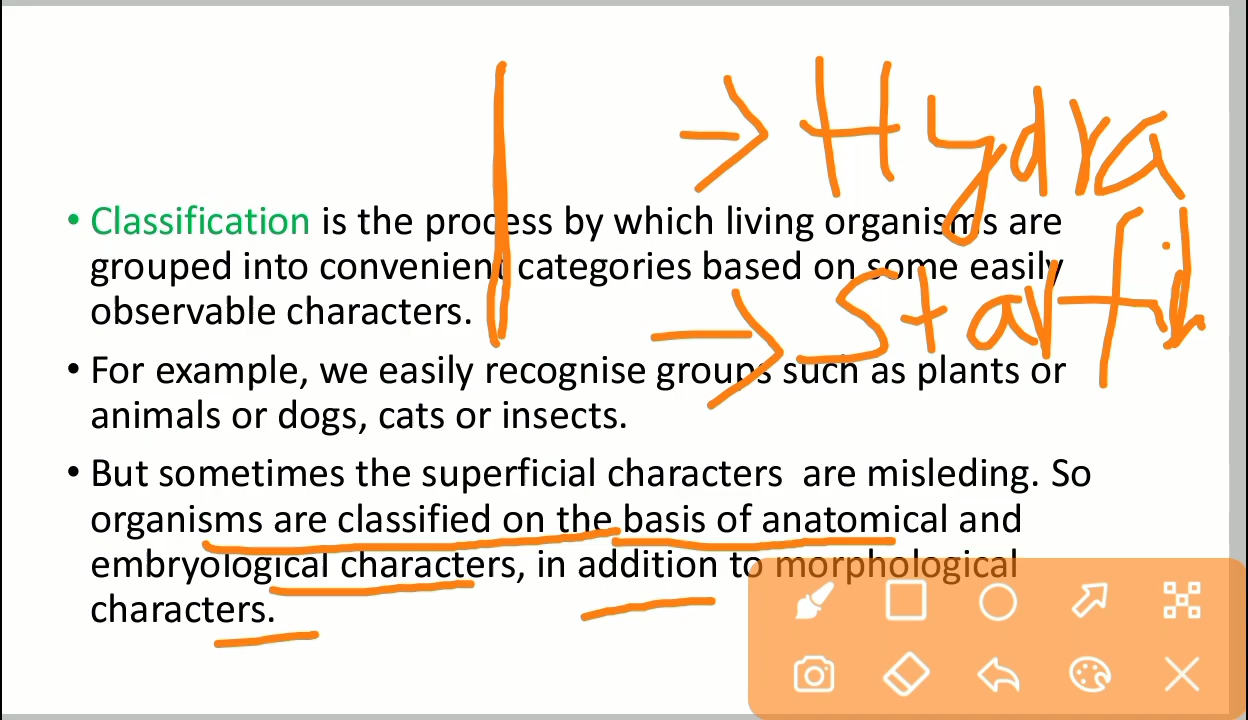 → Hydra
• Classification is the process by which living organisms are
grouped into convenient categories based on some easily
observable characters.
→ Starfih
• For example, we easily recognise groups such as plants or
animals or dogs, cats or insects.
• But sometimes the superficial characters are misleding. So
organisms are classified on the basis of anatomical and
embryological characters, in addition to morphological
characters.